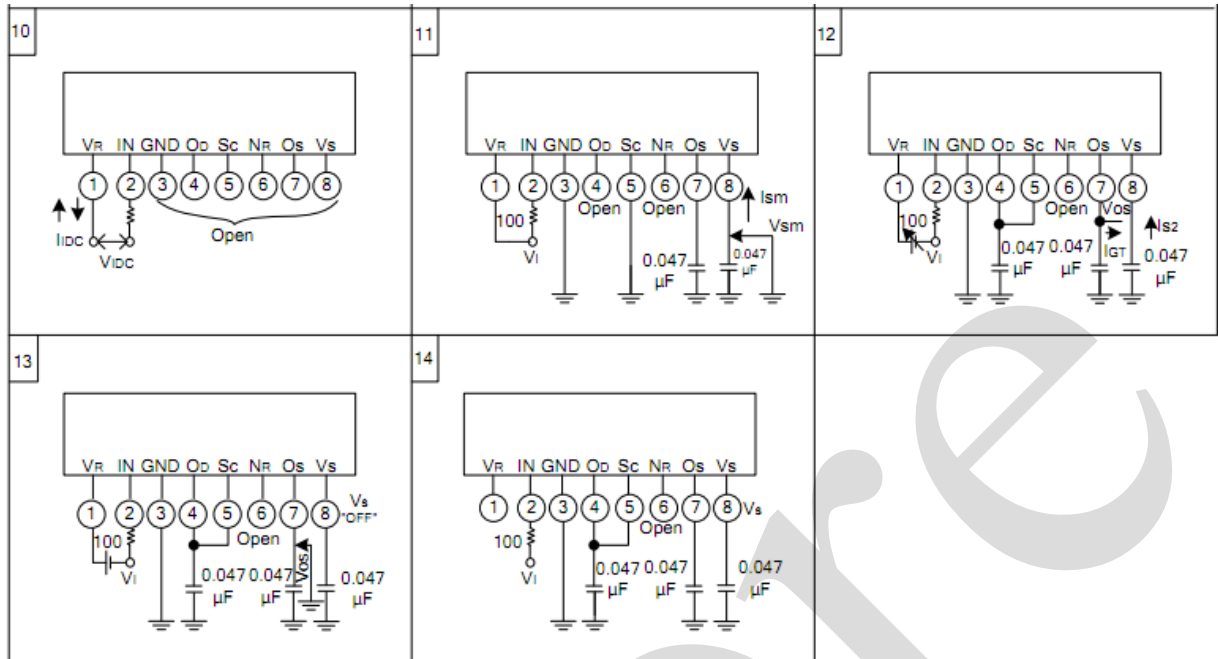 10
VR IN GND OD SC NR OS VS
1 2 3 4 5 6 7 8
IIDC
VIDC
Open
11
VR IN GND OD SC NR OS VS
1 2 3 4 5 6 7 8
100
Open
Open
Ism
Vsm
VI
0.047 µF
0.047 µF
12
VR IN GND OD SC NR OS VS
1 2 3 4 5 6 7 8
100
Open
Vos
Is2
VI
IGT
0.047 µF
0.047 µF
0.047 µF
13
VR IN GND OD SC NR OS VS
1 2 3 4 5 6 7 8
Vs
"OFF"
100
Open
VI
Vos
0.047 µF
0.047 µF
0.047 µF
14
VR IN GND OD SC NR OS VS
1 2 3 4 5 6 7 8
Vs
100
Open
VI
0.047 µF
0.047 µF
0.047 µF
re